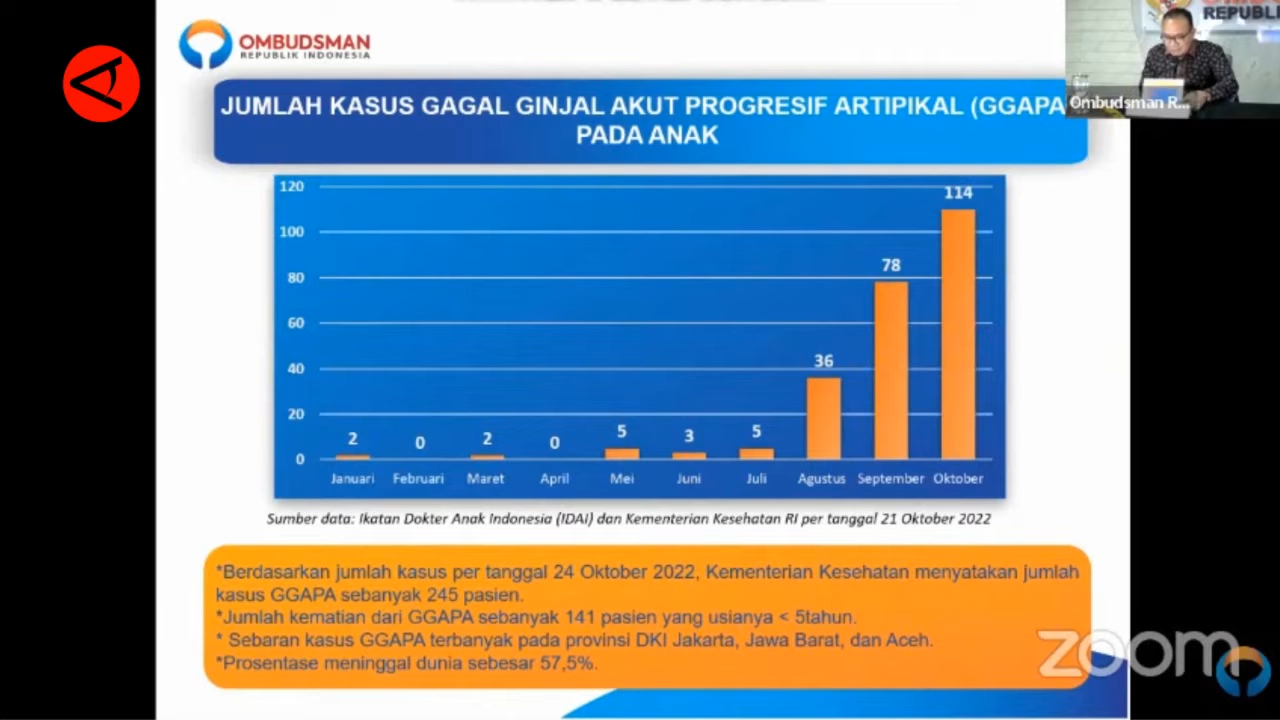 OMBUDSMAN
REPUBLIK INDONESIA
REPUBL
Ombudsman R...
JUMLAH KASUS GAGAL GINJAL AKUT PROGRESIF ARTIPIKAL (GGAPA
PADA ANAK
120
100
80
60
40
20
0
2
0
2
0
5
3
5
36
78
114
Januari Februari Maret April Mei Juni Juli Agustus September Oktober
Sumber data: Ikatan Dokter Anak Indonesia (IDAI) dan Kementerian Kesehatan RI per tanggal 21 Oktober 2022
*Berdasarkan jumlah kasus per tanggal 24 Oktober 2022, Kementerian Kesehatan menyatakan jumlah
kasus GGAPA sebanyak 245 pasien.
*Jumlah kematian dari GGAPA sebanyak 141 pasien yang usianya < 5tahun.
* Sebaran kasus GGAPA terbanyak pada provinsi DKI Jakarta, Jawa Barat, dan Aceh.
*Prosentase meninggal dunia sebesar 57,5%.
zoom